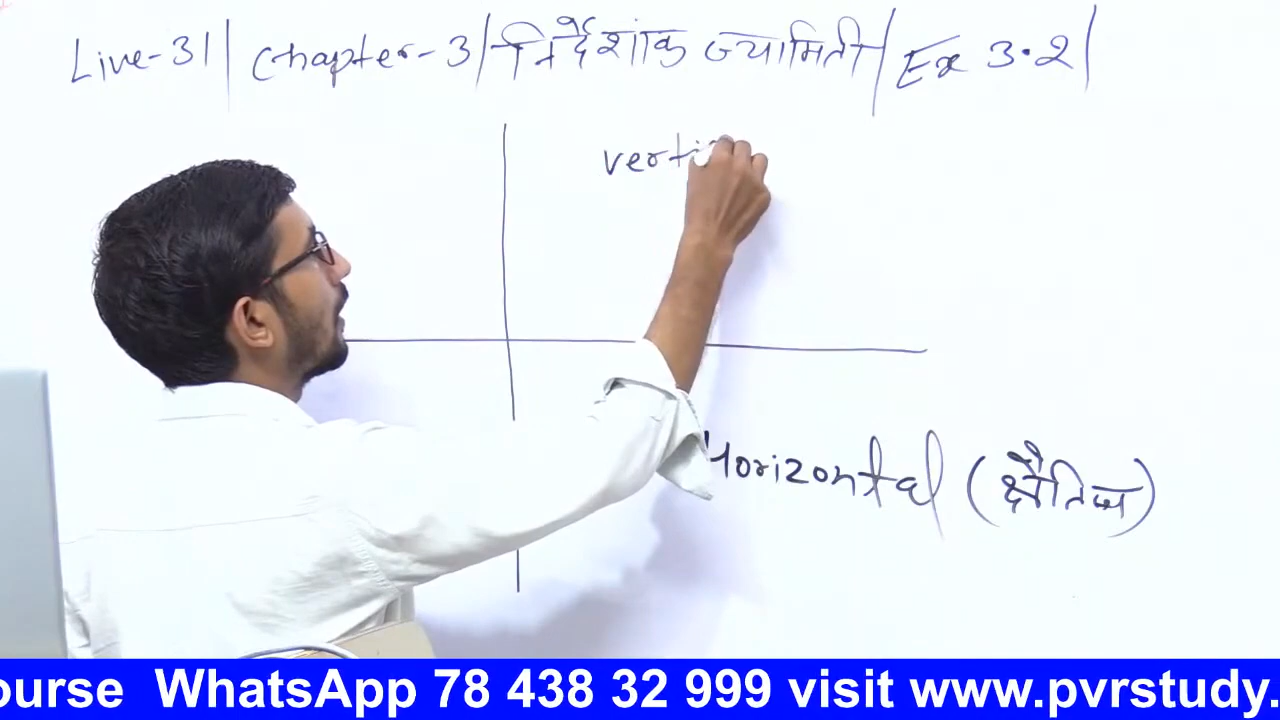 Live-31 | Chapter-3 | निर्देशांक ज्यामिती | Ex 3.2 |
verti
Horizontal (क्षैतिज)
ourse WhatsApp 78 438 32 999 visit www.pvrstudy.